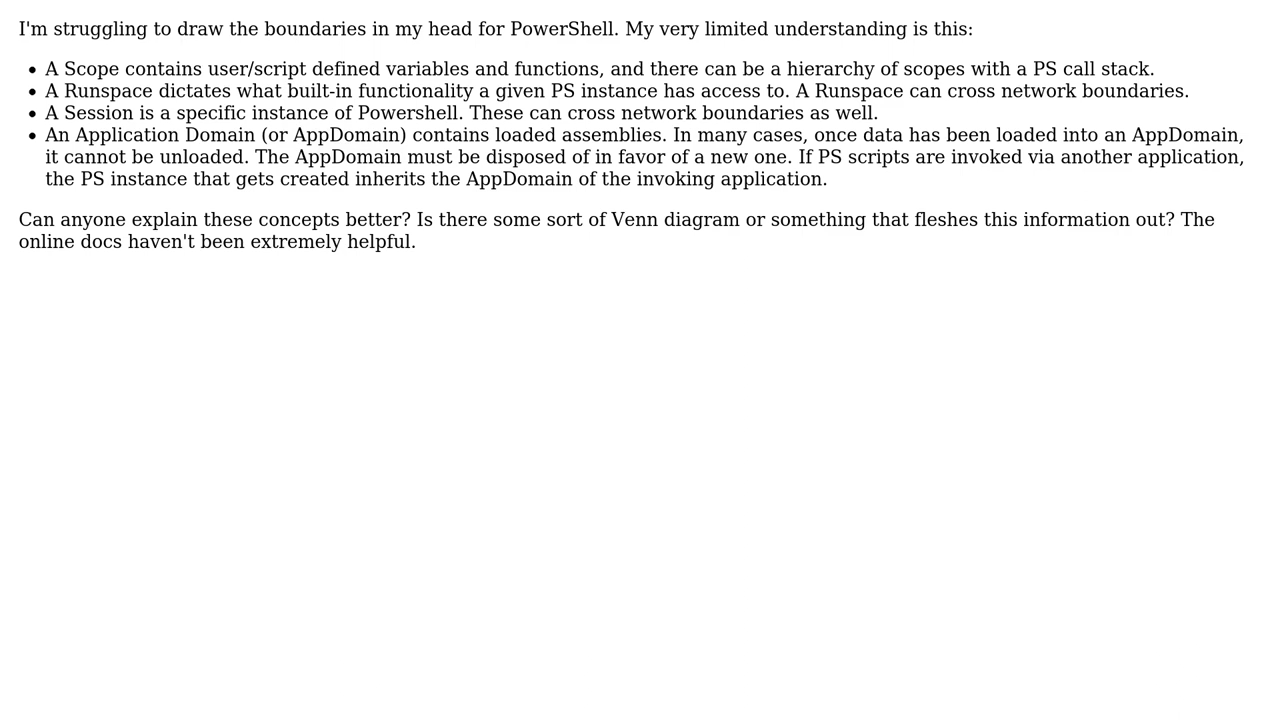 I'm struggling to draw the boundaries in my head for PowerShell. My very limited understanding is this:
• A Scope contains user/script defined variables and functions, and there can be a hierarchy of scopes with a PS call stack.
• A Runspace dictates what built-in functionality a given PS instance has access to. A Runspace can cross network boundaries.
• A Session is a specific instance of Powershell. These can cross network boundaries as well.
• An Application Domain (or AppDomain) contains loaded assemblies. In many cases, once data has been loaded into an AppDomain,
it cannot be unloaded. The AppDomain must be disposed of in favor of a new one. If PS scripts are invoked via another application,
the PS instance that gets created inherits the AppDomain of the invoking application.
Can anyone explain these concepts better? Is there some sort of Venn diagram or something that fleshes this information out? The
online docs haven't been extremely helpful.